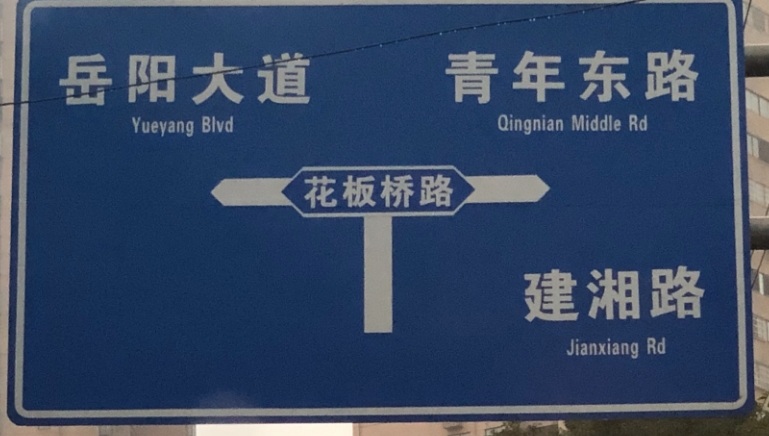 岳阳大道
Yueyang Blvd
青年东路
Qingnian Middle Rd
花板桥路
建湘路
Jianxiang Rd